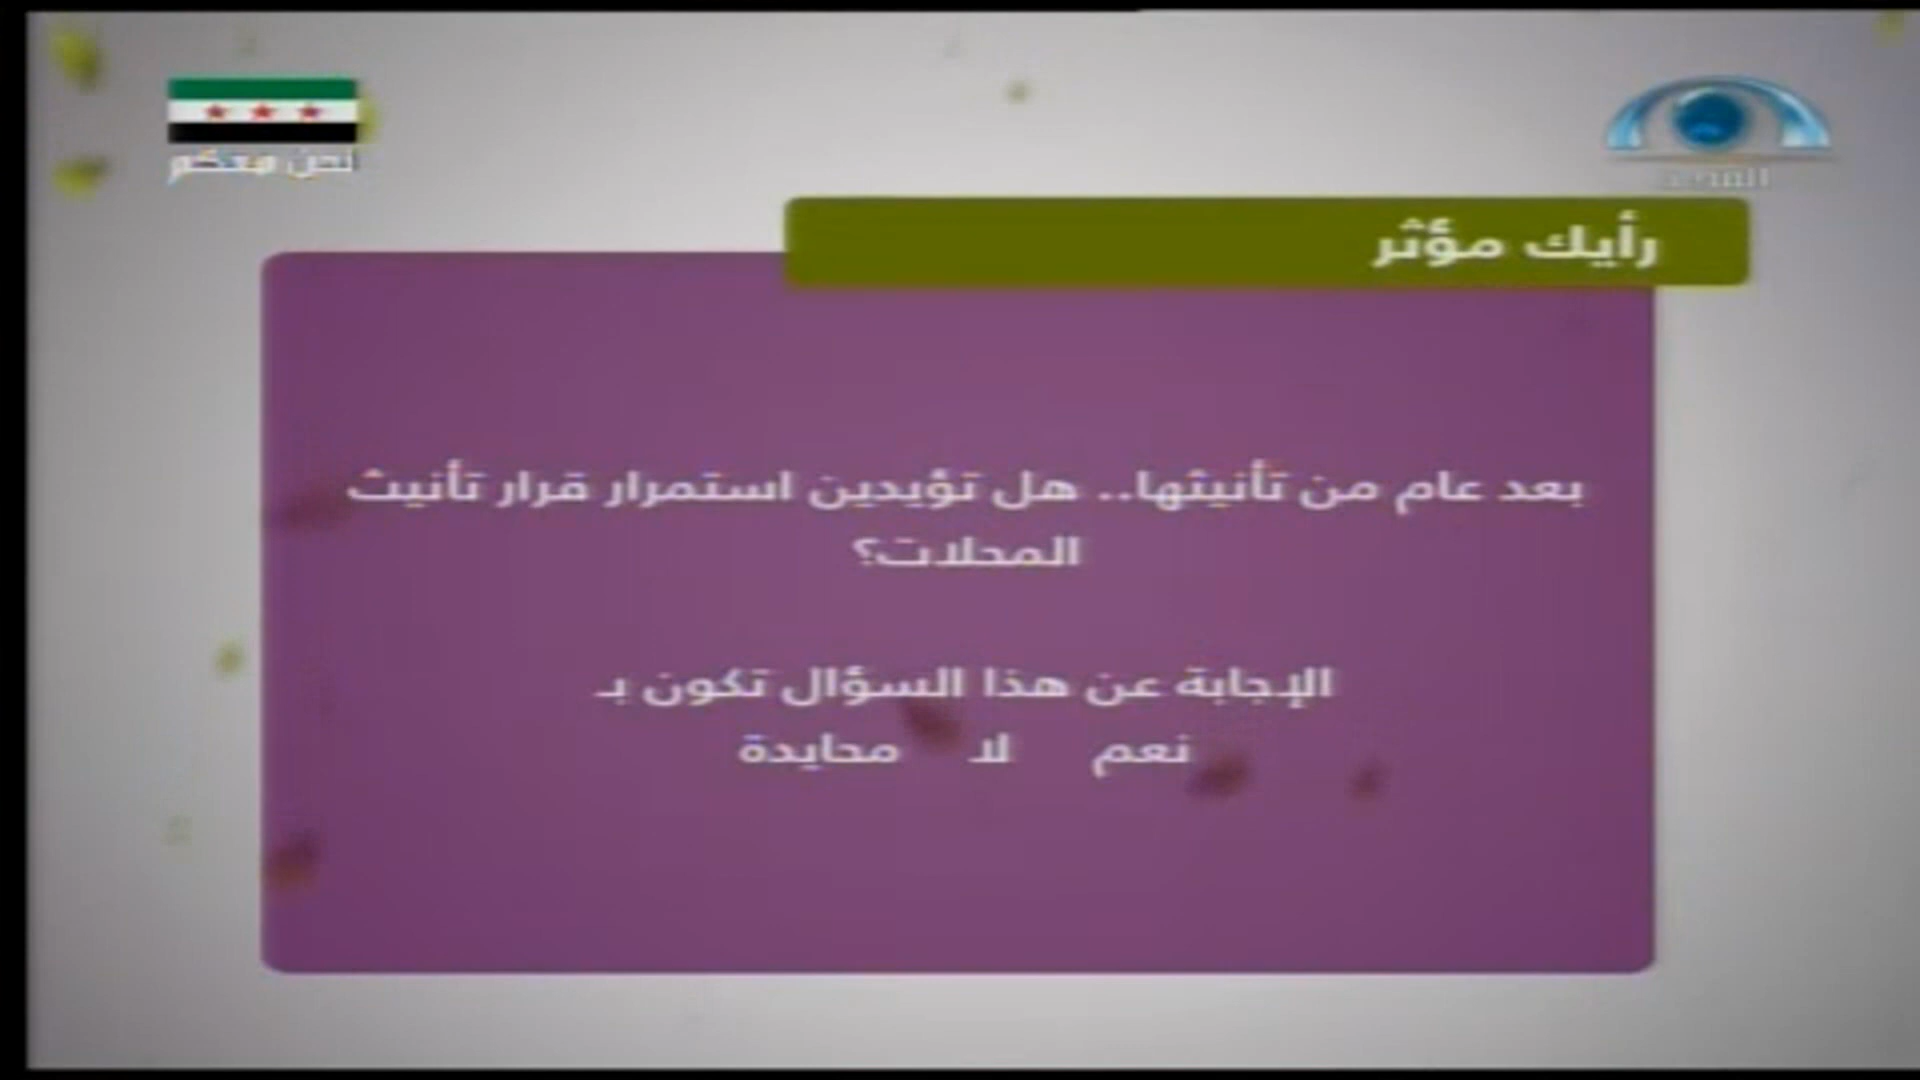 نحن معكم
المجد
رأيك مؤثر
بعد عام من تأنيثها.. هل تؤيدين استمرار قرار تأنيث
المحلات؟
الإجابة عن هذا السؤال تكون بـ
نعم لا محايدة